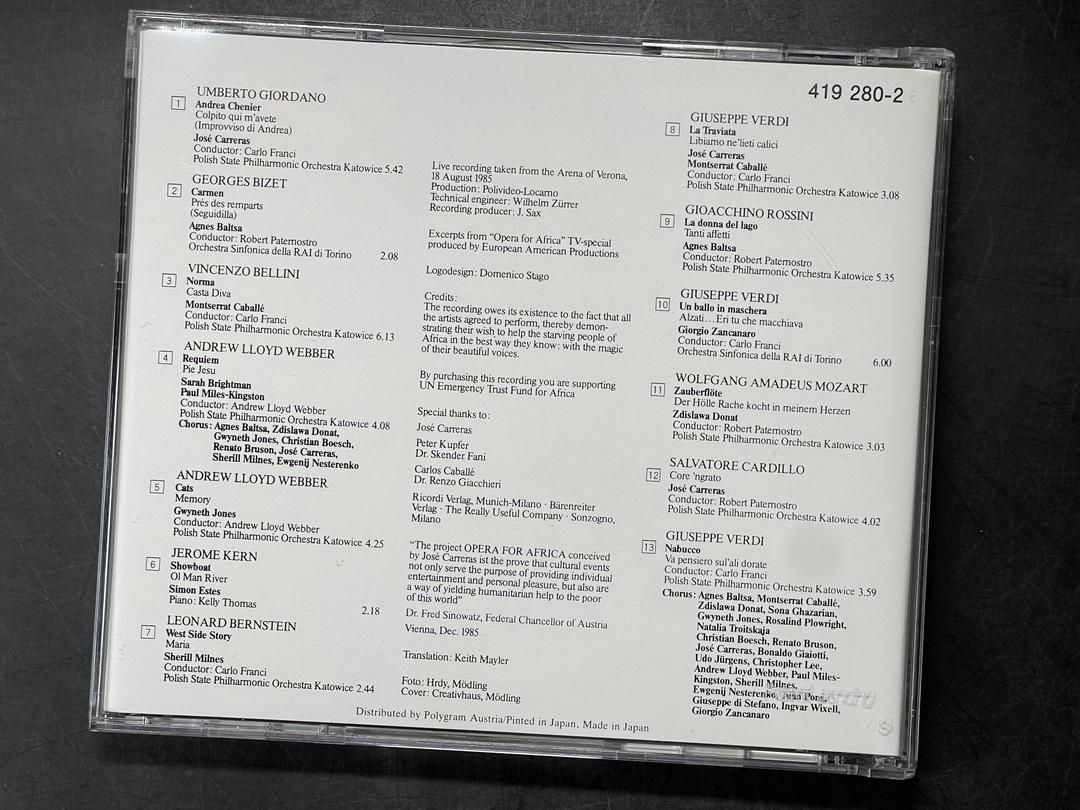 419 280-2
1
UMBERTO GIORDANO
Andrea Chenier
Colpito qui m'avete
(Improvviso di Andrea)
José Carreras
Conductor: Carlo Franci
Polish State Philharmonic Orchestra Katowice 5.42
2
GEORGES BIZET
Carmen
Prés des remparts
(Seguidilla)
Agnes Baltsa
Conductor: Robert Paternostro
Orchestra Sinfonica della RAI di Torino 2.08
3
VINCENZO BELLINI
Norma
Casta Diva
Montserrat Caballé
Conductor: Carlo Franci
Polish State Philharmonic Orchestra Katowice 6.13
4
ANDREW LLOYD WEBBER
Requiem
Pie Jesu
Sarah Brightman
Paul Miles-Kingston
Conductor: Andrew Lloyd Webber
Polish State Philharmonic Orchestra Katowice 4.08
Chorus: Agnes Baltsa, Zdislawa Donat,
Gwyneth Jones, Christian Boesch,
Renato Bruson, José Carreras,
Sherill Milnes, Ewgenij Nesterenko
5
ANDREW LLOYD WEBBER
Cats
Memory
Gwyneth Jones
Conductor: Andrew Lloyd Webber
Polish State Philharmonic Orchestra Katowice 4.25
6
JEROME KERN
Showboat
Ol Man River
Simon Estes
Piano: Kelly Thomas 2.18
7
LEONARD BERNSTEIN
West Side Story
Maria
Sherill Milnes
Conductor: Carlo Franci
Polish State Philharmonic Orchestra Katowice 2.44
Live recording taken from the Arena of Verona,
18 August 1985
Production: Polivideo-Locarno
Technical engineer: Wilhelm Zürrer
Recording producer: J. Sax
Excerpts from "Opera for Africa" TV-special
produced by European American Productions
Logodesign: Domenico Stago
Credits:
The recording owes its existence to the fact that all
the artists agreed to perform, thereby demon-
strating their wish to help the starving people of
Africa in the best way they know: with the magic
of their beautiful voices.
By purchasing this recording you are supporting
UN Emergency Trust Fund for Africa
Special thanks to:
José Carreras
Peter Kupfer
Dr. Skender Fani
Carlos Caballé
Dr. Renzo Giacchieri
Ricordi Verlag, Munich-Milano · Bärenreiter
Verlag · The Really Useful Company · Sonzogno,
Milano
"The project OPERA FOR AFRICA conceived
by José Carreras ist the prove that cultural events
not only serve the purpose of providing individual
entertainment and personal pleasure, but also are
a way of yielding humanitarian help to the poor
of this world"
Dr. Fred Sinowatz, Federal Chancellor of Austria
Vienna, Dec. 1985
Translation: Keith Mayler
Foto: Hrdy, Mödling
Cover: Creativhaus, Mödling
8
GIUSEPPE VERDI
La Traviata
Libiamo ne'lieti calici
José Carreras
Montserrat Caballé
Conductor: Carlo Franci
Polish State Philharmonic Orchestra Katowice 3.08
9
GIOACCHINO ROSSINI
La donna del lago
Tanti affetti
Agnes Baltsa
Conductor: Robert Paternostro
Polish State Philharmonic Orchestra Katowice 5.35
10
GIUSEPPE VERDI
Un ballo in maschera
Alzati...Eri tu che macchiava
Giorgio Zancanaro
Conductor: Carlo Franci
Orchestra Sinfonica della RAI di Torino 6.00
11
WOLFGANG AMADEUS MOZART
Zauberflöte
Der Hölle Rache kocht in meinem Herzen
Zdislawa Donat
Conductor: Robert Paternostro
Polish State Philharmonic Orchestra Katowice 3.03
12
SALVATORE CARDILLO
Core 'ngrato
José Carreras
Conductor: Robert Paternostro
Polish State Philharmonic Orchestra Katowice 4.02
13
GIUSEPPE VERDI
Nabucco
Va pensiero sul'ali dorate
Conductor: Carlo Franci
Polish State Philharmonic Orchestra Katowice 3.59
Chorus: Agnes Baltsa, Montserrat Caballé,
Zdislawa Donat, Sona Ghazarian,
Gwyneth Jones, Rosalind Plowright,
Natalia Troitskaja
Christian Boesch, Renato Bruson,
José Carreras, Bonaldo Giaiotti,
Udo Jürgens, Christopher Lee,
Andrew Lloyd Webber, Paul Miles-
Kingston, Sherill Milnes,
Ewgenij Nesterenko, Juan Pons,
Giuseppe di Stefano, Ingvar Wixell,
Giorgio Zancanaro
Distributed by Polygram Austria/Pinted in Japan, Made in Japan